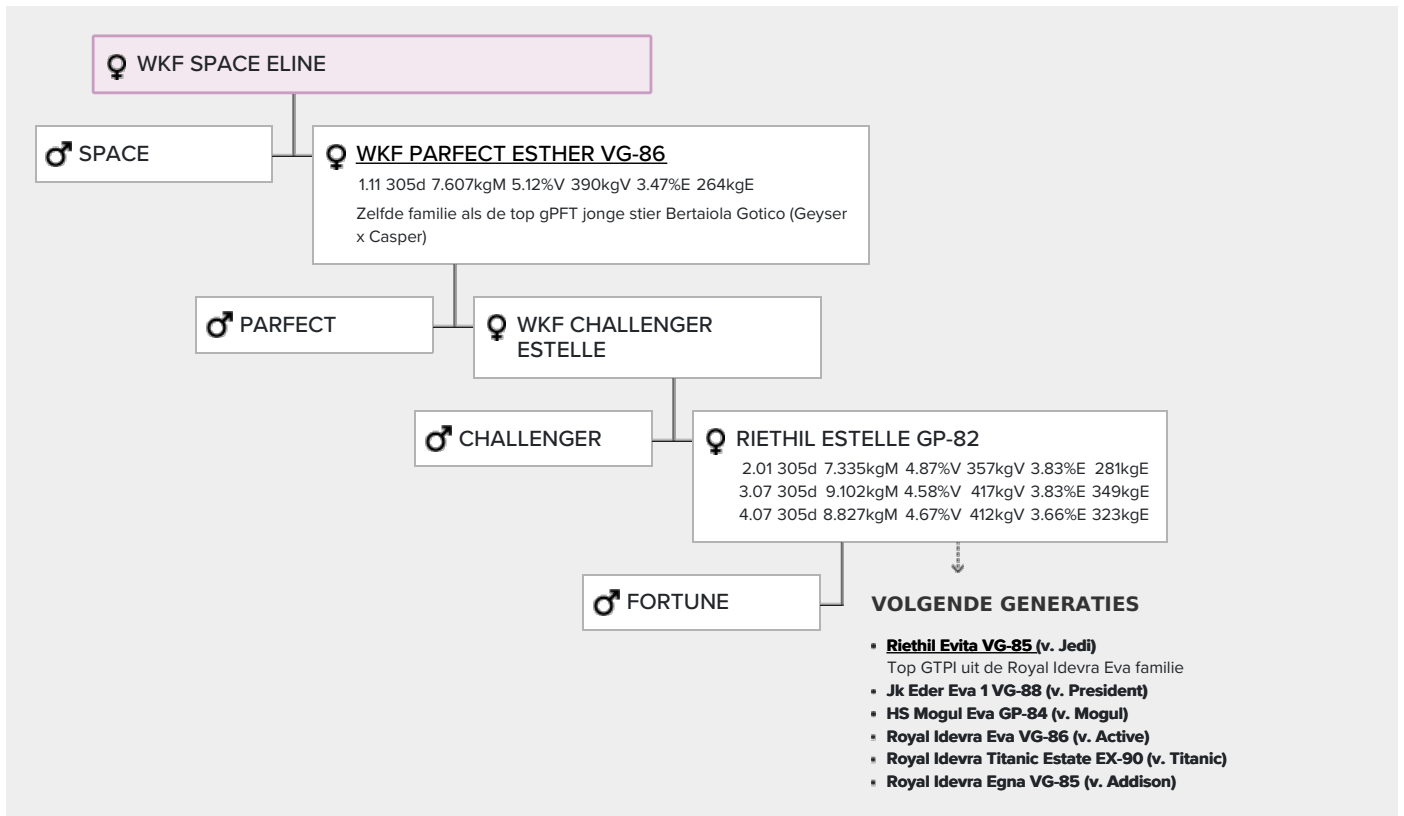 WKF SPACE ELINE
SPACE
WKF PARFECT ESTHER VG-86
1.11 305d 7.607kgM 5.12%V 390kgV 3.47%E 264kgE
Zelfde familie als de top gPFT jonge stier Bertaiola Gotico (Geyser
x Casper)
PARFECT
WKF CHALLENGER
ESTELLE
CHALLENGER
RIETHIL ESTELLE GP-82
2.01 305d 7.335kgM 4.87%V 357kgV 3.83%E 281kgE
3.07 305d 9.102kgM 4.58%V 417kgV 3.83%E 349kgE
4.07 305d 8.827kgM 4.67%V 412kgV 3.66%E 323kgE
FORTUNE
VOLGENDE GENERATIES
Riethil Evita VG-85 (v. Jedi)
Top GTPI uit de Royal Idevra Eva familie
Jk Eder Eva 1 VG-88 (v. President)
HS Mogul Eva GP-84 (v. Mogul)
Royal Idevra Eva VG-86 (v. Active)
Royal Idevra Titanic Estate EX-90 (v. Titanic)
Royal Idevra Egna VG-85 (v. Addison)